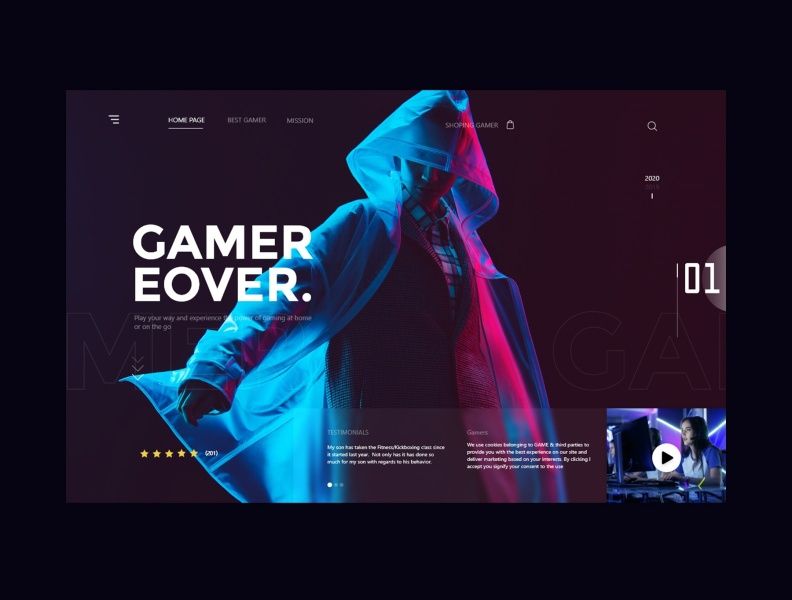 HOME PAGE
BEST GAMER
MISSION
SHOPING GAMER
2020
2019
GAMER
EOVER.
01
Play your way and experience the power of gaming at home
or on the go
GA
TESTIMONIALS
My son has taken the Fitness/Kickboxing class since
it started last year. Not only has it has done so
much for my son with regards to his behavior.
Gamers
We use cookies belonging to GAME & third parties to
provide you with the best experience on our site and
deliver marketing based on your interests. By clicking I
accept you signify your consent to the use
(201)